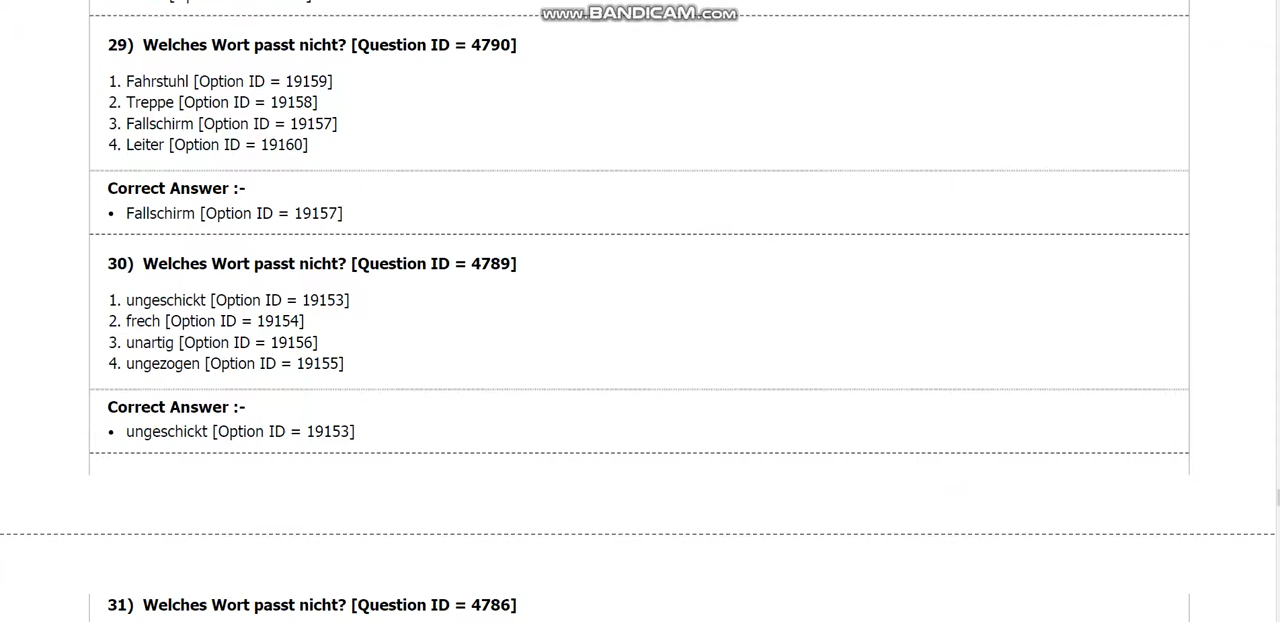 www.BANDICAM.com
29) Welches Wort passt nicht? [Question ID = 4790]
1. Fahrstuhl [Option ID = 19159]
2. Treppe [Option ID = 19158]
3. Fallschirm [Option ID = 19157]
4. Leiter [Option ID = 19160]
Correct Answer :-
• Fallschirm [Option ID = 19157]
30) Welches Wort passt nicht? [Question ID = 4789]
1. ungeschickt [Option ID = 19153]
2. frech [Option ID = 19154]
3. unartig [Option ID = 19156]
4. ungezogen [Option ID = 19155]
Correct Answer :-
• ungeschickt [Option ID = 19153]
31) Welches Wort passt nicht? [Question ID = 4786]